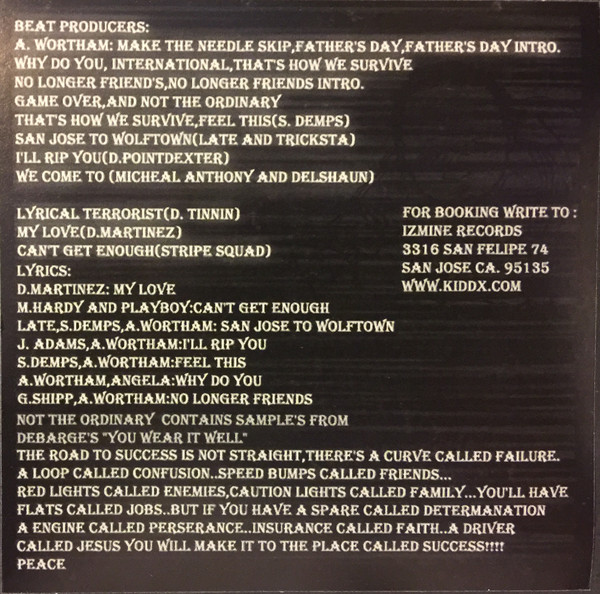 BEAT PRODUCERS:
A. WORTHAM: MAKE THE NEEDLE SKIP,FATHER'S DAY,FATHER'S DAY INTRO.
WHY DO YOU, INTERNATIONAL,THAT'S HOW WE SURVIVE
NO LONGER FRIEND'S,NO LONGER FRIENDS INTRO.
GAME OVER,AND NOT THE ORDINARY
THAT'S HOW WE SURVIVE,FEEL THIS(S. DEMPS)
SAN JOSE TO WOLFTOWN(LATE AND TRICKSTA)
I'LL RIP YOU(D.POINTDEXTER)
WE COME TO (MICHEAL ANTHONY AND DELSHAUN)
LYRICAL TERRORIST(D. TINNIN)
MY LOVE(D.MARTINEZ)
CAN'T GET ENOUGH(STRIPE SQUAD)
LYRICS:
D.MARTINEZ: MY LOVE
M.HARDY AND PLAYBOY:CAN'T GET ENOUGH
LATE,S.DEMPS,A.WORTHAM: SAN JOSE TO WOLFTOWN
J. ADAMS,A.WORTHAM:I'LL RIP YOU
S.DEMPS,A.WORTHAM:FEEL THIS
A.WORTHAM,ANGELA:WHY DO YOU
G.SHIPP,A.WORTHAM:NO LONGER FRIENDS
NOT THE ORDINARY CONTAINS SAMPLE'S FROM
DEBARGE'S "YOU WEAR IT WELL"
THE ROAD TO SUCCESS IS NOT STRAIGHT,THERE'S A CURVE CALLED FAILURE.
A LOOP CALLED CONFUSION..SPEED BUMPS CALLED FRIENDS...
RED LIGHTS CALLED ENEMIES,CAUTION LIGHTS CALLED FAMILY...YOU'LL HAVE
FLATS CALLED JOBS..BUT IF YOU HAVE A SPARE CALLED DETERMANATION
A ENGINE CALLED PERSERANCE..INSURANCE CALLED FAITH..A DRIVER
CALLED JESUS YOU WILL MAKE IT TO THE PLACE CALLED SUCCESS!!!!
PEACE
FOR BOOKING WRITE TO :
IZMINE RECORDS
3316 SAN FELIPE 74
SAN JOSE CA. 95135
WWW.KIDDX.COM